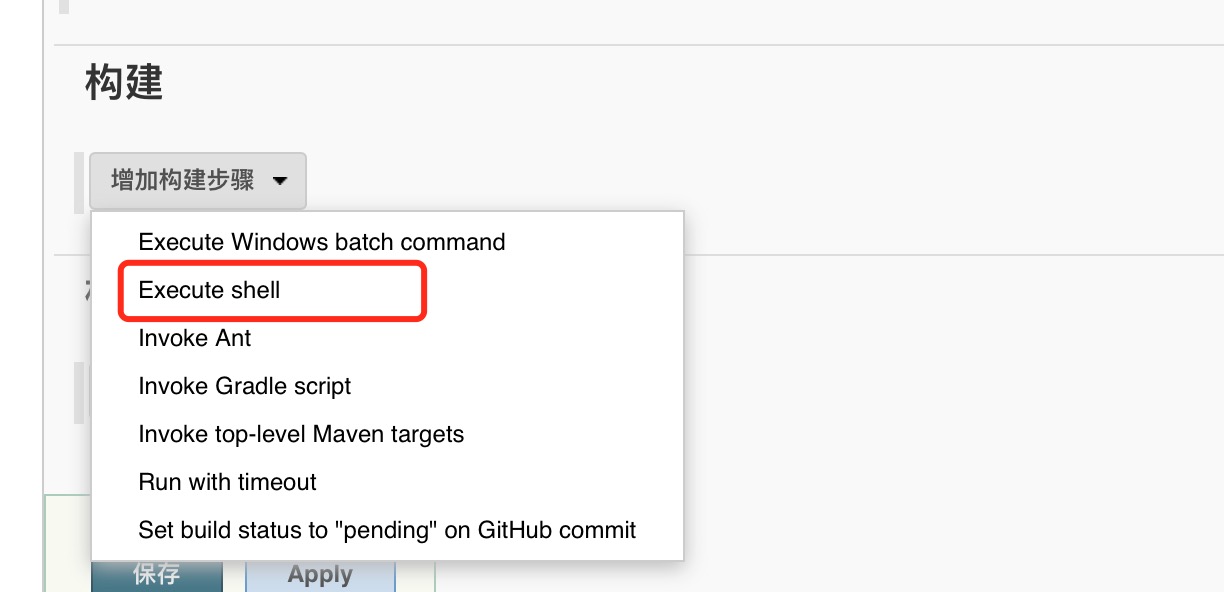 构建
增加构建步骤
Execute Windows batch command
Execute shell
Invoke Ant
Invoke Gradle script
Invoke top-level Maven targets
Run with timeout
Set build status to "pending" on GitHub commit
保存 Apply